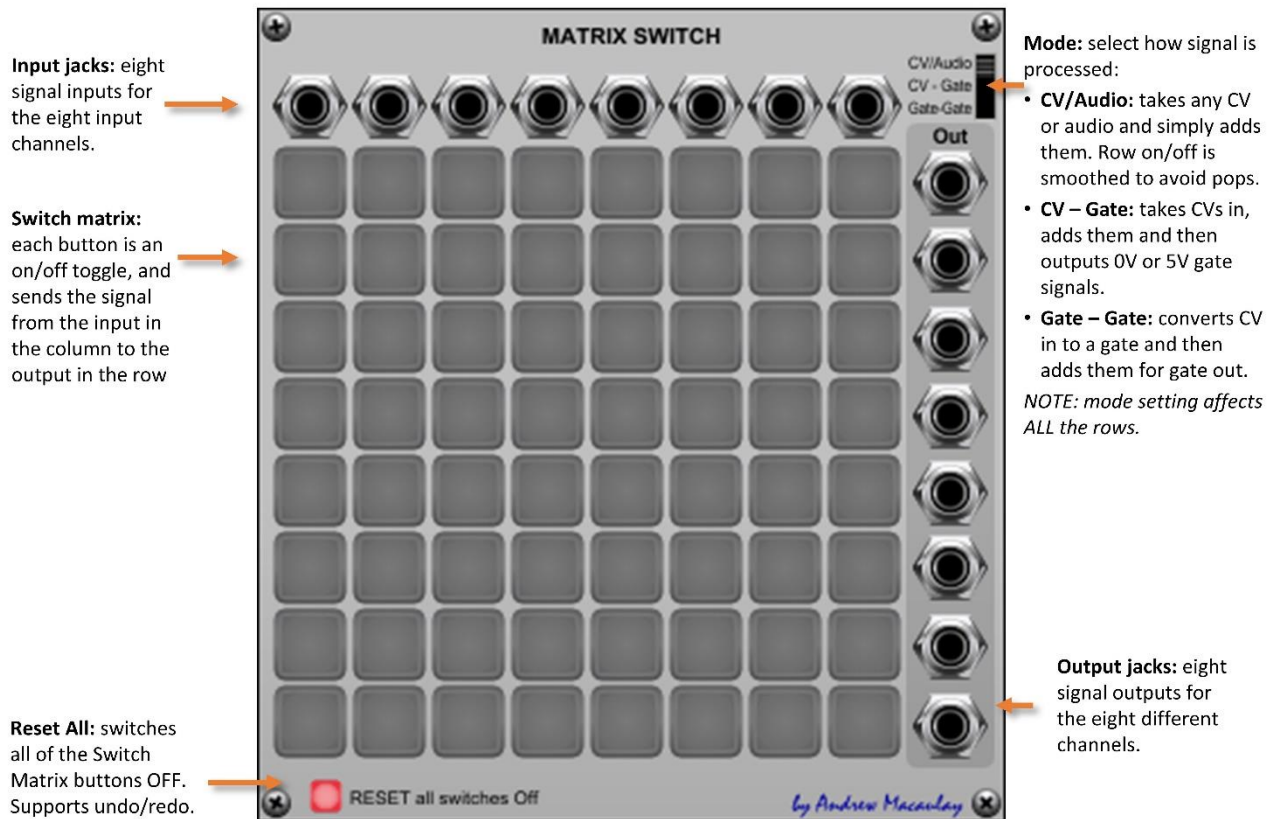 MATRIX SWITCH
Input jacks: eight
signal inputs for
the eight input
channels.
Switch matrix:
each button is an
on/off toggle, and
sends the signal
from the input in
the column to the
output in the row
Reset All: switches
all of the Switch
Matrix buttons OFF.
Supports undo/redo.
CV/Audio
CV - Gate
Gate-Gate
Out
RESET all switches Off
by Andrew Macaulay
Mode: select how signal is
processed:
• CV/Audio: takes any CV
or audio and simply adds
them. Row on/off is
smoothed to avoid pops.
• CV – Gate: takes CVs in,
adds them and then
outputs 0V or 5V gate
signals.
• Gate – Gate: converts CV
in to a gate and then
adds them for gate out.
NOTE: mode setting affects
ALL the rows.
Output jacks: eight
signal outputs for
the eight different
channels.